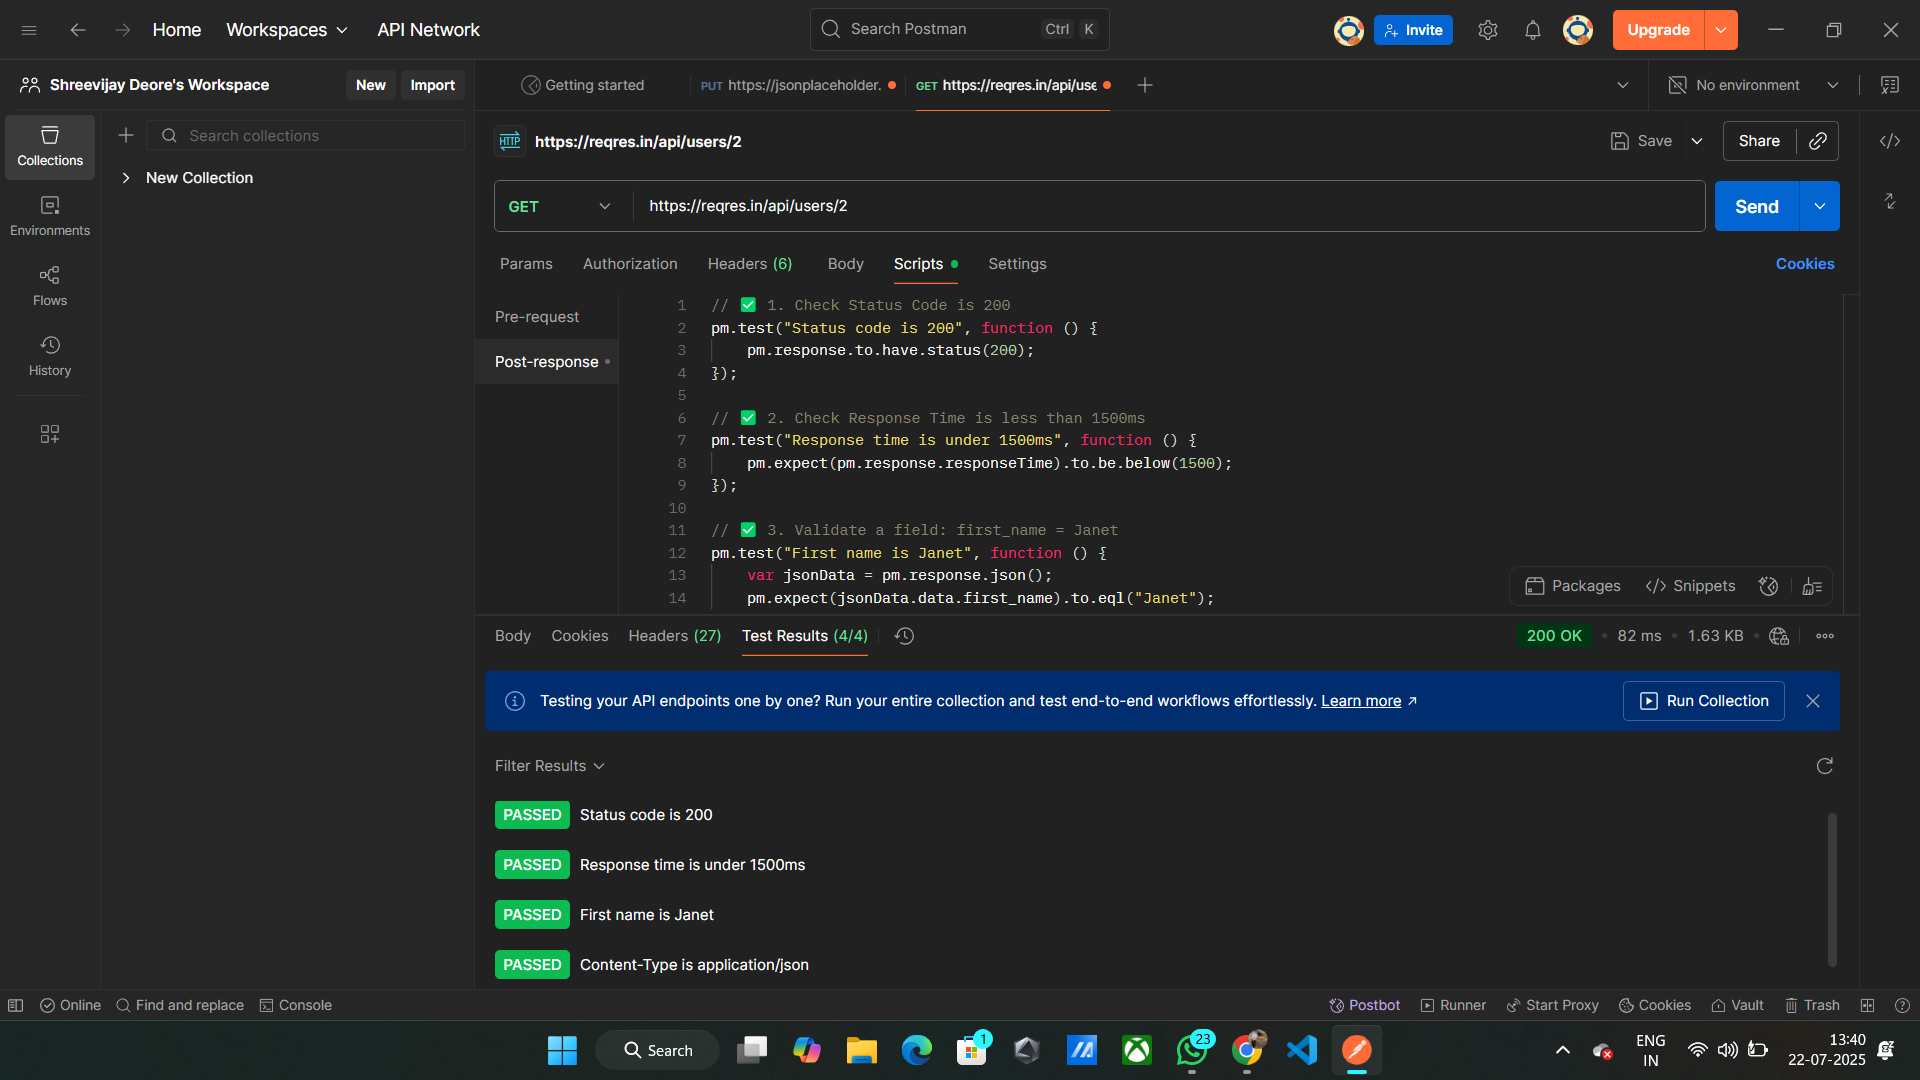 Home Workspaces API Network Search Postman Ctrl K Invite Upgrade
Shreevijay Deore's Workspace New Import Getting started PUT https://jsonplaceholder. GET https://reqres.in/api/use No environment
Collections
Search collections
New Collection
Environments
Flows
History
HTTP https://reqres.in/api/users/2 Save Share
GET https://reqres.in/api/users/2 Send
Params Authorization Headers (6) Body Scripts Settings Cookies
Pre-request
Post-response
1 // ✅ 1. Check Status Code is 200
2 pm.test("Status code is 200", function () {
3 pm.response.to.have.status(200);
4 });
5
6 // ✅ 2. Check Response Time is less than 1500ms
7 pm.test("Response time is under 1500ms", function () {
8 pm.expect(pm.response.responseTime).to.be.below(1500);
9 });
10
11 // ✅ 3. Validate a field: first_name = Janet
12 pm.test("First name is Janet", function () {
13 var jsonData = pm.response.json();
14 pm.expect(jsonData.data.first_name).to.eql("Janet");
Packages Snippets
Body Cookies Headers (27) Test Results (4/4) 200 OK 82 ms 1.63 KB
Testing your API endpoints one by one? Run your entire collection and test end-to-end workflows effortlessly. Learn more Run Collection
Filter Results
PASSED Status code is 200
PASSED Response time is under 1500ms
PASSED First name is Janet
PASSED Content-Type is application/json
Online Find and replace Console Postbot Runner Start Proxy Cookies Vault Trash
Search 1 23 ENG 13:40
IN 22-07-2025